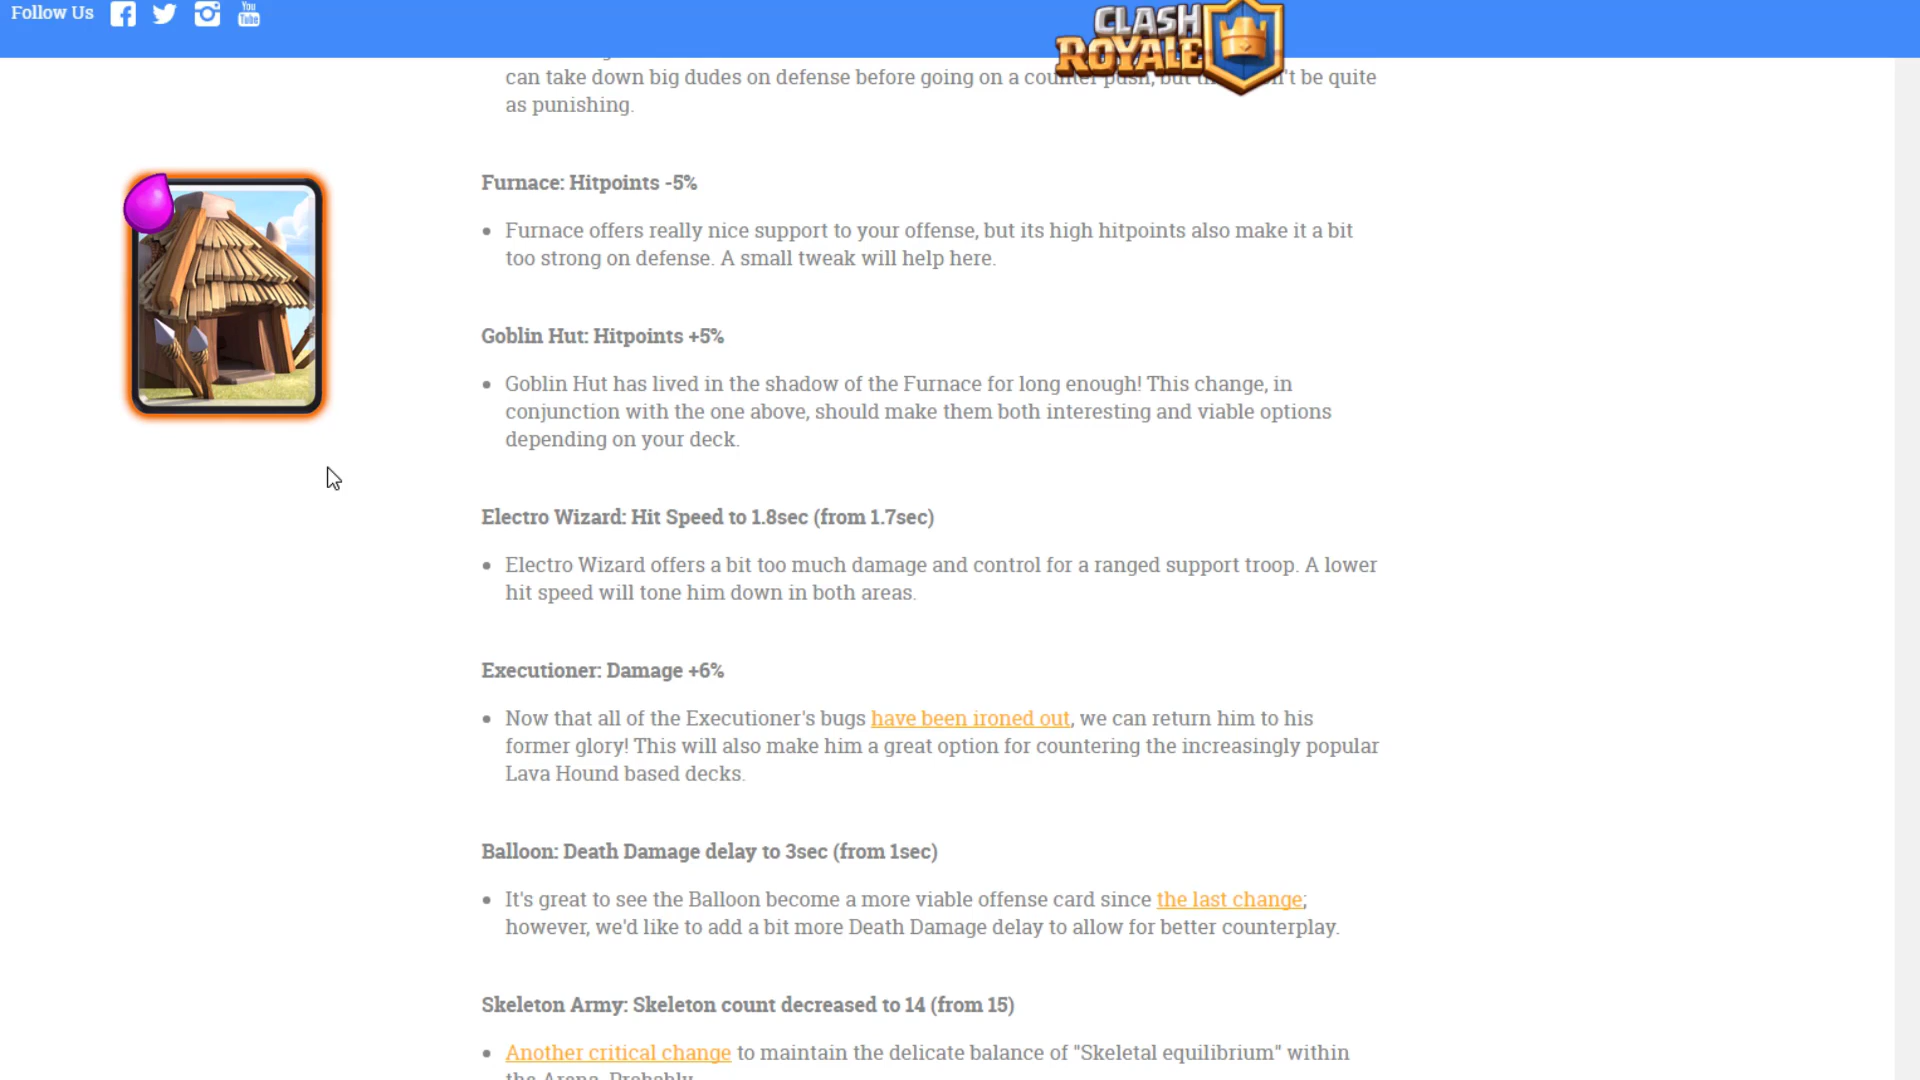 Follow Us
You
Tube
CLASH
ROYALE
can take down big dudes on defense before going on a counter push, but 't be quite
as punishing.
Furnace: Hitpoints -5%
• Furnace offers really nice support to your offense, but its high hitpoints also make it a bit
too strong on defense. A small tweak will help here.
Goblin Hut: Hitpoints +5%
• Goblin Hut has lived in the shadow of the Furnace for long enough! This change, in
conjunction with the one above, should make them both interesting and viable options
depending on your deck.
Electro Wizard: Hit Speed to 1.8sec (from 1.7sec)
• Electro Wizard offers a bit too much damage and control for a ranged support troop. A lower
hit speed will tone him down in both areas.
Executioner: Damage +6%
• Now that all of the Executioner's bugs have been ironed out, we can return him to his
former glory! This will also make him a great option for countering the increasingly popular
Lava Hound based decks.
Balloon: Death Damage delay to 3sec (from 1sec)
• It's great to see the Balloon become a more viable offense card since the last change;
however, we'd like to add a bit more Death Damage delay to allow for better counterplay.
Skeleton Army: Skeleton count decreased to 14 (from 15)
• Another critical change to maintain the delicate balance of "Skeletal equilibrium" within
the Arena. Probably.